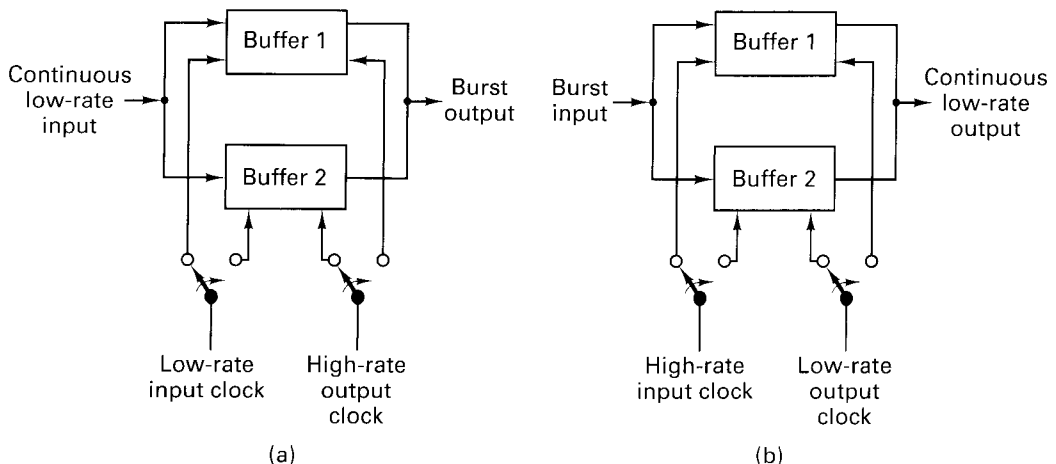 Continuous
low-rate
input
Buffer 1
Buffer 2
Burst
output
Low-rate
input clock
High-rate
output
clock
(a)
Burst
input
Buffer 1
Buffer 2
Continuous
low-rate
output
High-rate
input clock
Low-rate
output
clock
(b)